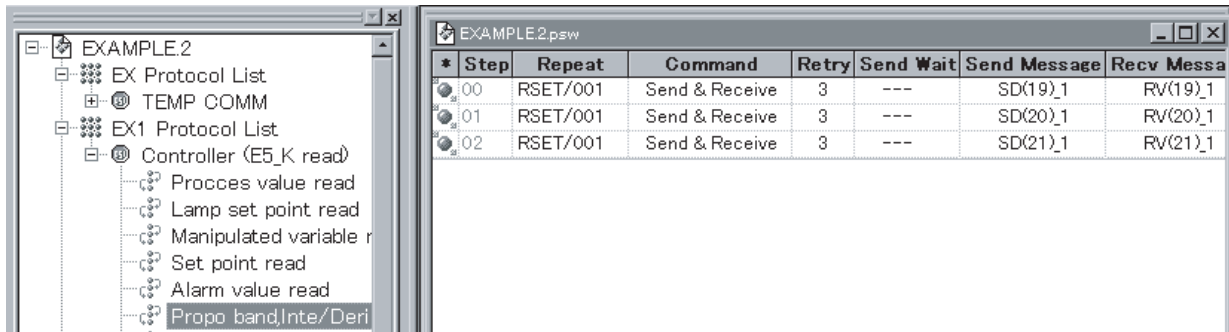 EXAMPLE.2
EX Protocol List
TEMP COMM
EX1 Protocol List
Controller (E5_K read)
Procces value read
Lamp set point read
Manipulated variable r
Set point read
Alarm value read
Propo band,Inte/Deri
EXAMPLE.2.psw
* Step Repeat Command Retry Send Wait Send Message Recv Messa
00 RSET/001 Send & Receive 3 --- SD(19)_1 RV(19)_1
01 RSET/001 Send & Receive 3 --- SD(20)_1 RV(20)_1
02 RSET/001 Send & Receive 3 --- SD(21)_1 RV(21)_1